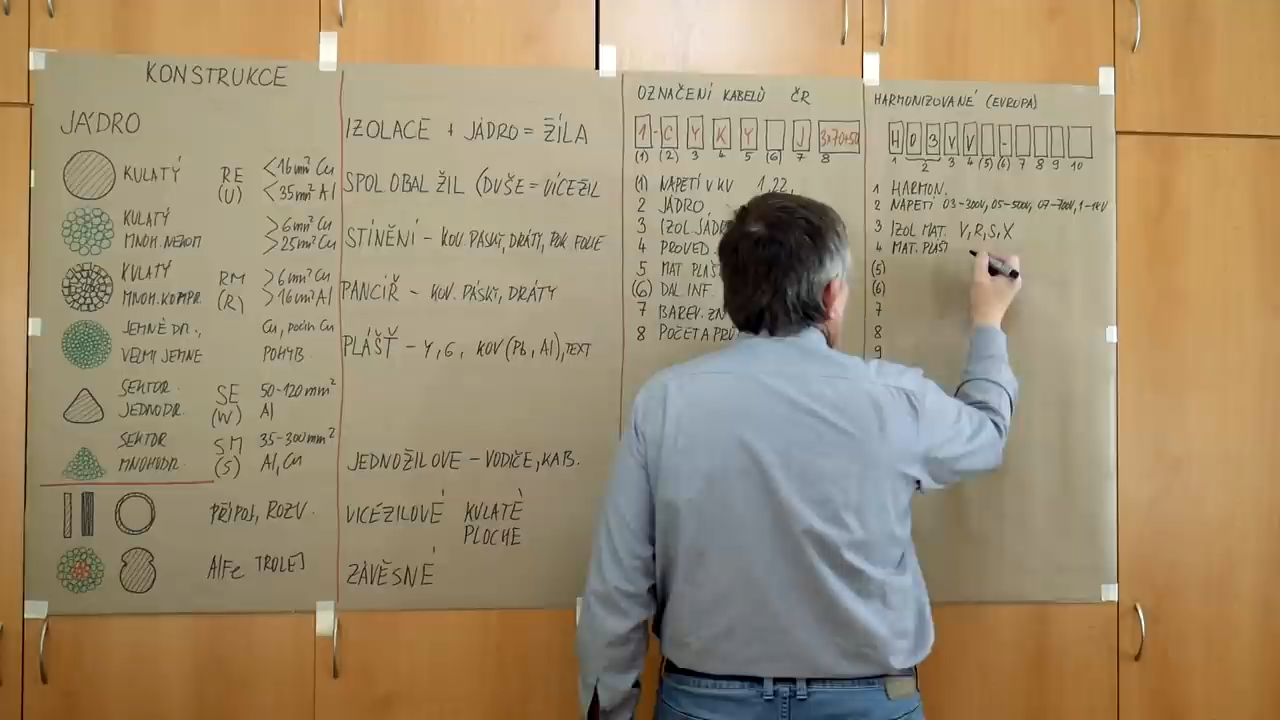 KONSTRUKCE
JÁDRO
KULATÝ RE <16mm² Cu
(U) <35mm² Al
KULATÝ >6mm² Cu
MNOH.NEKOM >25mm² Cu
KULATÝ RM >6mm² Cu
MNOH.KOMPR. (R) >16mm² Al
JEMNĚ DR., Cu, pocín Cu
VELMI JEMNE POHYB.
SEKTOR. SE 50-120mm²
JEDNODR. (W) Al
SEKTOR SM 35-300mm²
MNOHODR. (S) Al, Cu
PŘÍPOJ, ROZV.
AlFe TROLEJ
IZOLACE + JÁDRO = ŽÍLA
SPOL OBAL ŽIL (DUŠE = VÍCEŽIL
STÍNĚNÍ - KOV. PÁSKY, DRÁTY, POK. FOLIE
PANCÍŘ - KOV. PÁSKY, DRÁTY
PLÁŠŤ - Y, G, KOV (Pb, Al), TEXT
JEDNOŽILOVÉ - VODIČE, KAB.
VÍCEŽILOVÉ KULATÉ
PLOCHÉ
ZÁVĚSNÉ
OZNAČENÍ KABELŮ ČR
1 - C Y K Y J 3x70+50
(1) (2) 3 4 5 (6) 7 8
(1) NAPĚTÍ V KV 1, 22,
2 JÁDRO
3 IZOL JÁD
4 PROVED.
5 MAT PLÁŠ
(6) DAL INF.
7 BAREV. ZN
8 POČET A PRŮ
HARMONIZOVANÉ (EVROPA)
H 0 3 V V -
1 2 3 4 (5) (6) 7 8 9 10
1 HARMON.
2 NAPĚTÍ 03-300V, 05-500V, 07-700V, 1-1KV
3 IZOL MAT. V, R, S, X
4 MAT. PLÁŠ
(5)
(6)
7
8
9